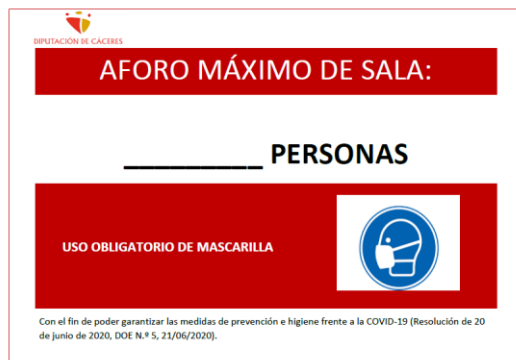 DIPUTACIÓN DE CÁCERES
AFORO MÁXIMO DE SALA:
_________ PERSONAS
USO OBLIGATORIO DE MASCARILLA
Con el fin de poder garantizar las medidas de prevención e higiene frente a la COVID-19 (Resolución de 20
de junio de 2020, DOE N.º 5, 21/06/2020).